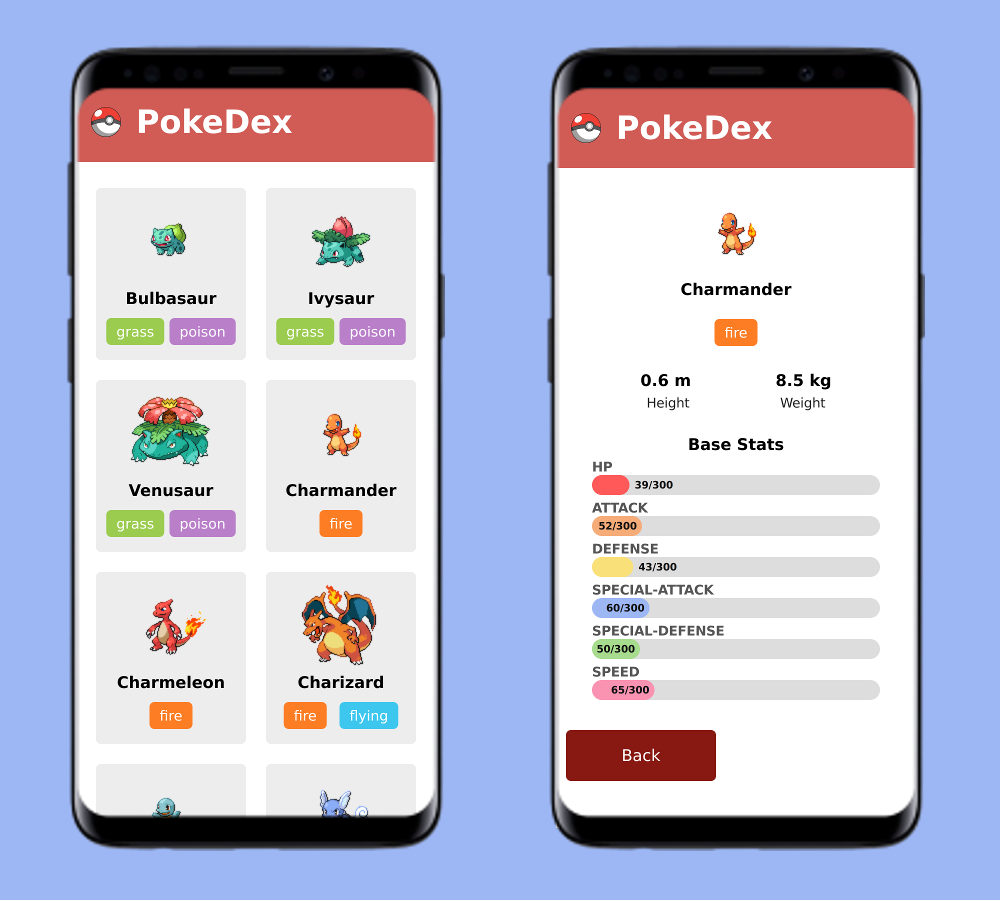 PokeDex
Bulbasaur
grass poison
Ivysaur
grass poison
Venusaur
grass poison
Charmander
fire
Charmeleon
fire
Charizard
fire flying
PokeDex
Charmander
fire
0.6 m
Height
8.5 kg
Weight
Base Stats
HP
39/300
ATTACK
52/300
DEFENSE
43/300
SPECIAL-ATTACK
60/300
SPECIAL-DEFENSE
50/300
SPEED
65/300
Back